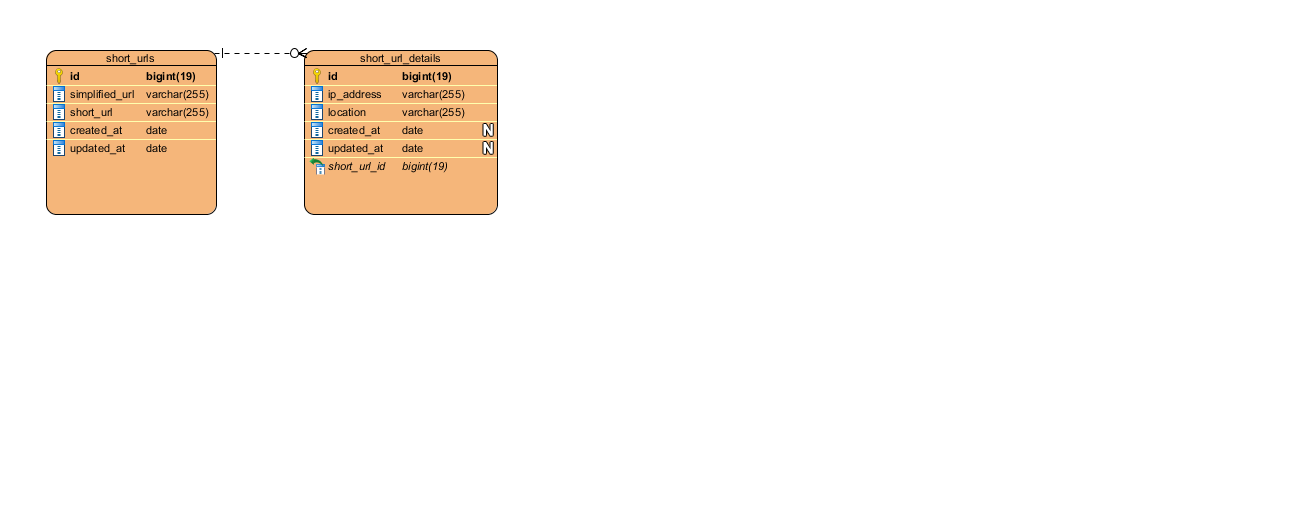 short_urls
id bigint(19)
simplified_url varchar(255)
short_url varchar(255)
created_at date
updated_at date
short_url_details
id bigint(19)
ip_address varchar(255)
location varchar(255)
created_at date N
updated_at date N
short_url_id bigint(19)